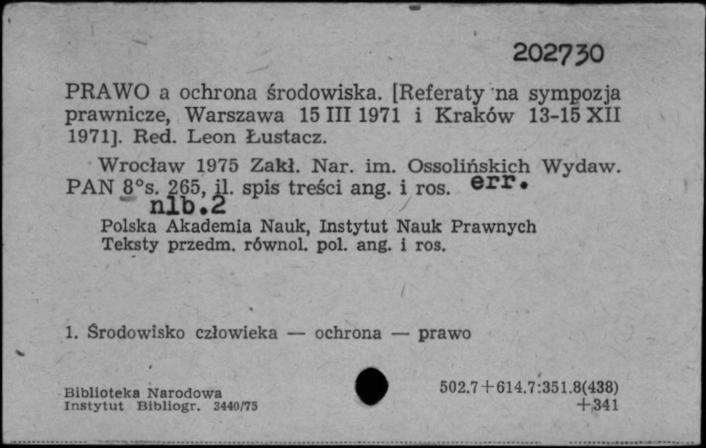 202730
PRAWO a ochrona środowiska. [Referaty na sympozja
prawnicze, Warszawa 15 III 1971 i Kraków 13-15 XII
1971]. Red. Leon Łustacz.
Wrocław 1975 Zakł. Nar. im. Ossolińskich Wydaw.
PAN 8°s. 265, il. spis treści ang. i ros. err.
nlb.2
Polska Akademia Nauk, Instytut Nauk Prawnych
Teksty przedm. równol. pol. ang. i ros.
1. Środowisko człowieka — ochrona — prawo
Biblioteka Narodowa 502.7+614.7:351.8(438)
Instytut Bibliogr. 3440/75 +341